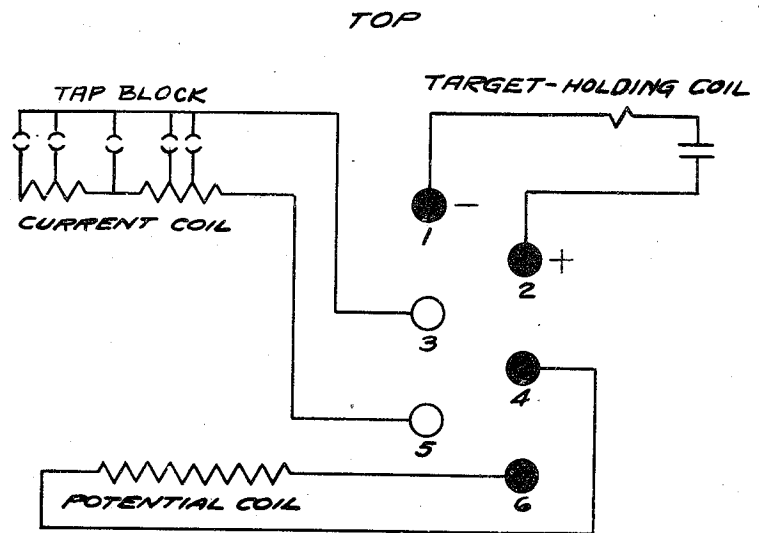 TOP
TAP BLOCK
TARGET-HOLDING COIL
CURRENT COIL
1 -
2 +
3
4
5
6
POTENTIAL COIL